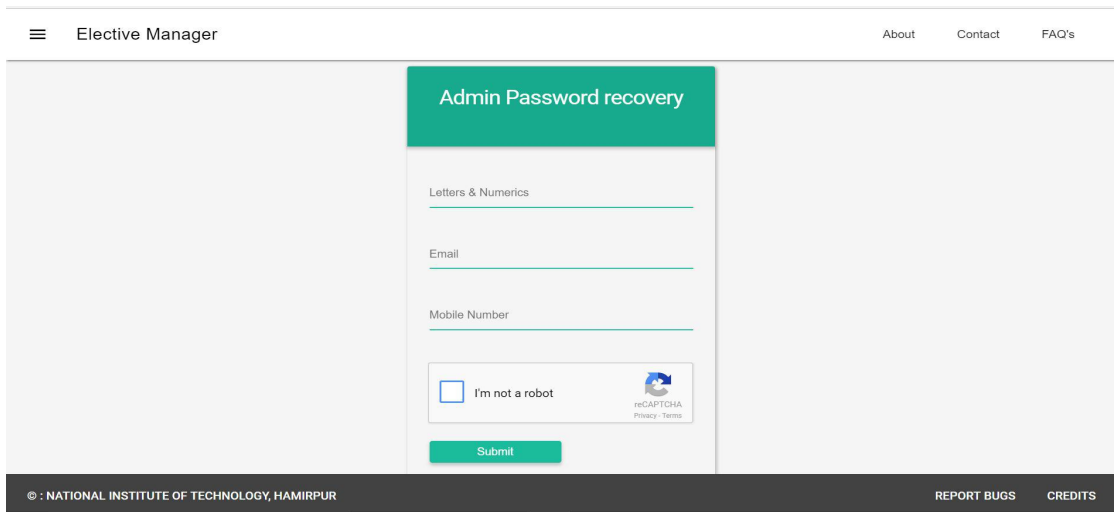 Elective Manager
About Contact FAQ's
Admin Password recovery
Letters & Numerics
Email
Mobile Number
I'm not a robot
reCAPTCHA
Privacy - Terms
Submit
© : NATIONAL INSTITUTE OF TECHNOLOGY, HAMIRPUR
REPORT BUGS CREDITS